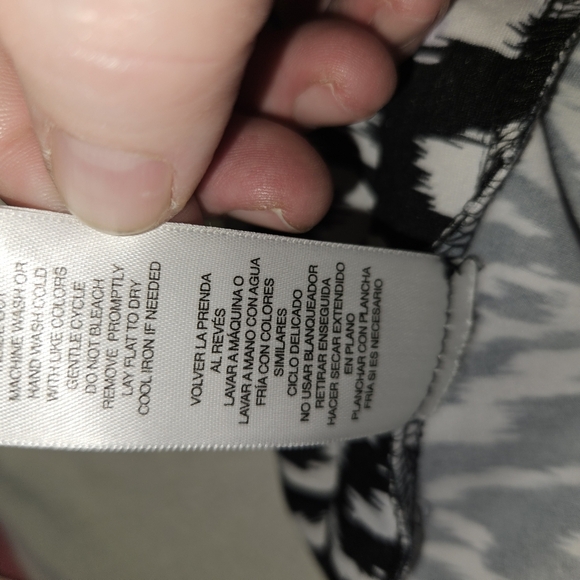 MACHINE WASH OR
HAND WASH COLD
WITH LIKE COLORS
GENTLE CYCLE
DO NOT BLEACH
REMOVE PROMPTLY
LAY FLAT TO DRY
COOL IRON IF NEEDED
VOLVER LA PRENDA
AL REVÉS
LAVAR A MÁQUINA O
LAVAR A MANO CON AGUA
FRÍA CON COLORES
SIMILARES
CICLO DELICADO
NO USAR BLANQUEADOR
RETIRAR ENSEGUIDA
HACER SECAR EXTENDIDO
EN PLANO
PLANCHAR CON PLANCHA
FRÍA SI ES NECESARIO